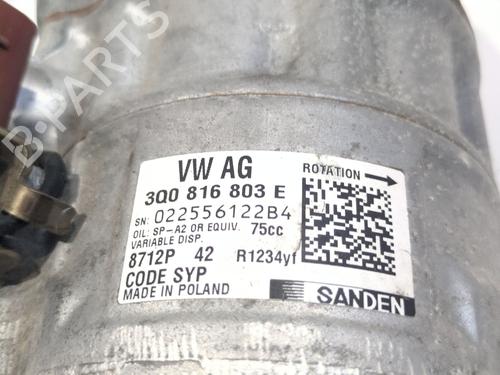 B-PARTS
VW AG
3Q0 816 803 E
ROTATION
SN: 022556122B4
OIL: SP-A2 OR EQUIV. 75cc
VARIABLE DISP.
8712P 42 R1234yf
CODE SYP
MADE IN POLAND
SANDEN